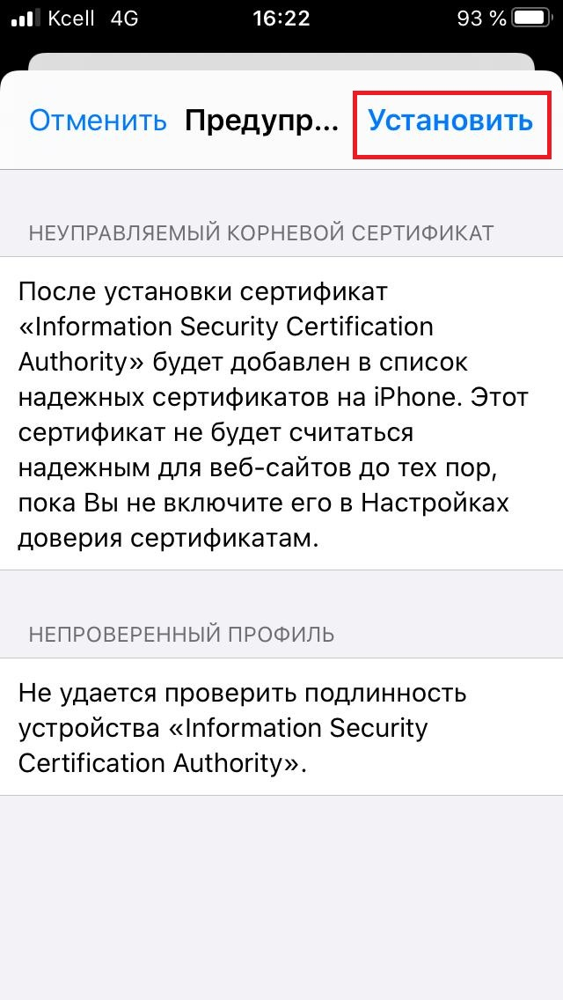 Kcell 4G 16:22 93 %
Отменить Предупр... Установить
НЕУПРАВЛЯЕМЫЙ КОРНЕВОЙ СЕРТИФИКАТ
После установки сертификат
«Information Security Certification
Authority» будет добавлен в список
надежных сертификатов на iPhone. Этот
сертификат не будет считаться
надежным для веб-сайтов до тех пор,
пока Вы не включите его в Настройках
доверия сертификатам.
НЕПРОВЕРЕННЫЙ ПРОФИЛЬ
Не удается проверить подлинность
устройства «Information Security
Certification Authority».